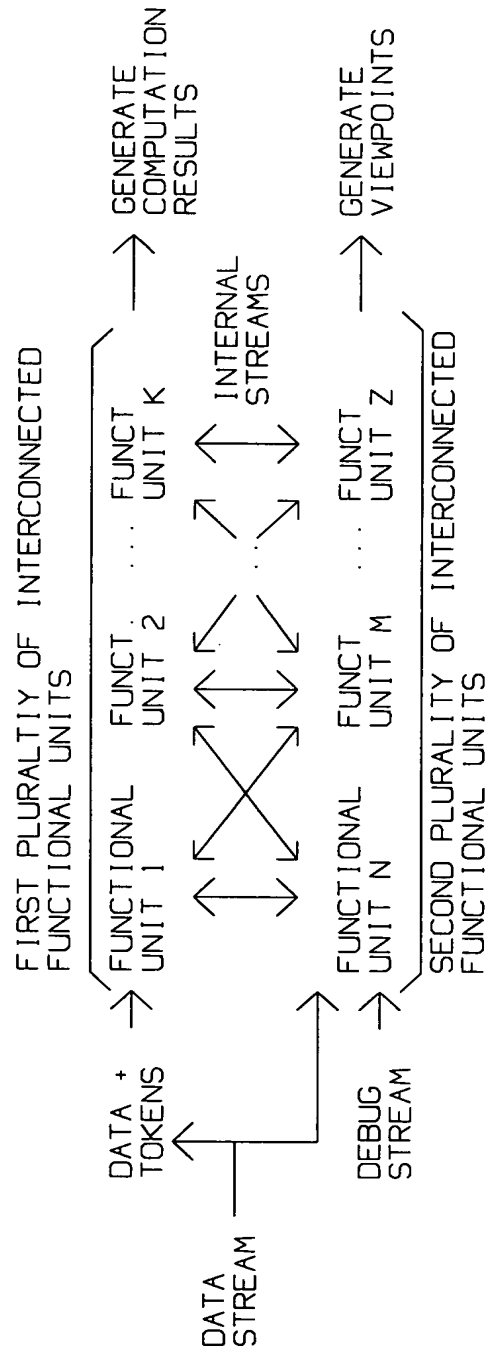 FIRST PLURALTIY OF INTERCONNECTED
FUNCTIONAL UNITS
DATA +
TOKENS
FUNCTIONAL
UNIT 1
FUNCT
UNIT 2
. . . .
FUNCT
UNIT K
GENERATE
COMPUTATION
RESULTS
DATA
STREAM
. . .
INTERNAL
STREAMS
DEBUG
STREAM
FUNCTIONAL
UNIT N
FUNCT
UNIT M
. . . .
FUNCT
UNIT Z
GENERATE
VIEWPOINTS
SECOND PLURALITY OF INTERCONNECTED
FUNCTIONAL UNITS